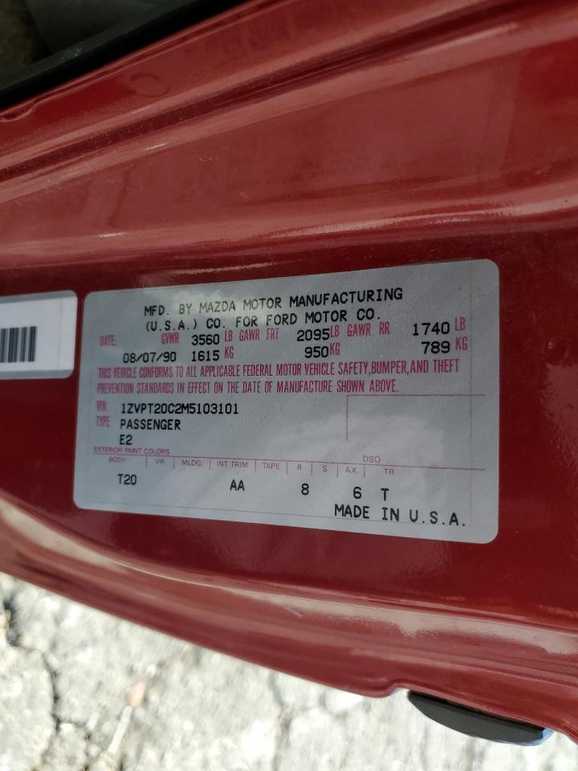 MFD. BY MAZDA MOTOR MANUFACTURING
(U.S.A.) CO. FOR FORD MOTOR CO.
DATE: GVWR 3560 LB GAWR FRT 2095 LB GAWR RR 1740 LB
08/07/90 1615 KG 950 KG 789 KG
THIS VEHICLE CONFORMS TO ALL APPLICABLE FEDERAL MOTOR VEHICLE SAFETY, BUMPER, AND THEFT
PREVENTION STANDARDS IN EFFECT ON THE DATE OF MANUFACTURE SHOWN ABOVE.
VIN: 1ZVPT20C2M5103101
TYPE PASSENGER
E2
EXTERIOR PAINT COLORS DSO
BODY VR MLDG. INT TRIM TAPE R S AX TR
T20 AA 8 6 T
MADE IN U.S.A.